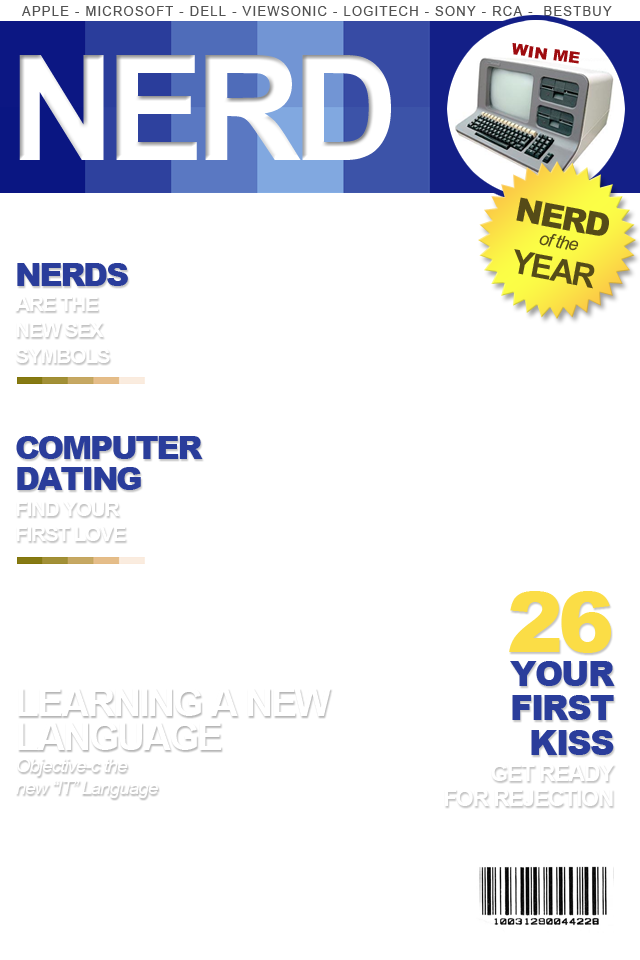 APPLE - MICROSOFT - DELL - VIEWSONIC - LOGITECH - SONY - RCA - BESTBUY
NERD
WIN ME
NERD
of the
YEAR
NERDS
ARE THE
NEW SEX
SYMBOLS
COMPUTER
DATING
FIND YOUR
FIRST LOVE
26
YOUR
FIRST
KISS
GET READY
FOR REJECTION
LEARNING A NEW
LANGUAGE
Objective-c the
new "IT" Language
10031290044228